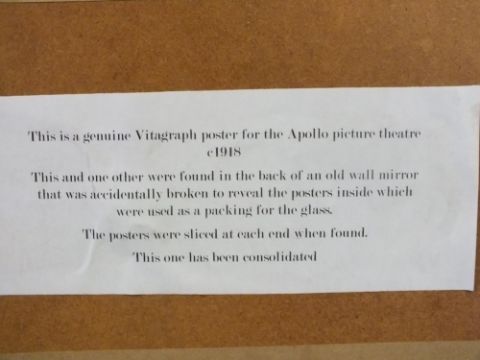 This is a genuine Vitagraph poster for the Apollo picture theatre
c1918
This and one other were found in the back of an old wall mirror
that was accidentally broken to reveal the posters inside which
were used as a packing for the glass.
The posters were sliced at each end when found.
This one has been consolidated